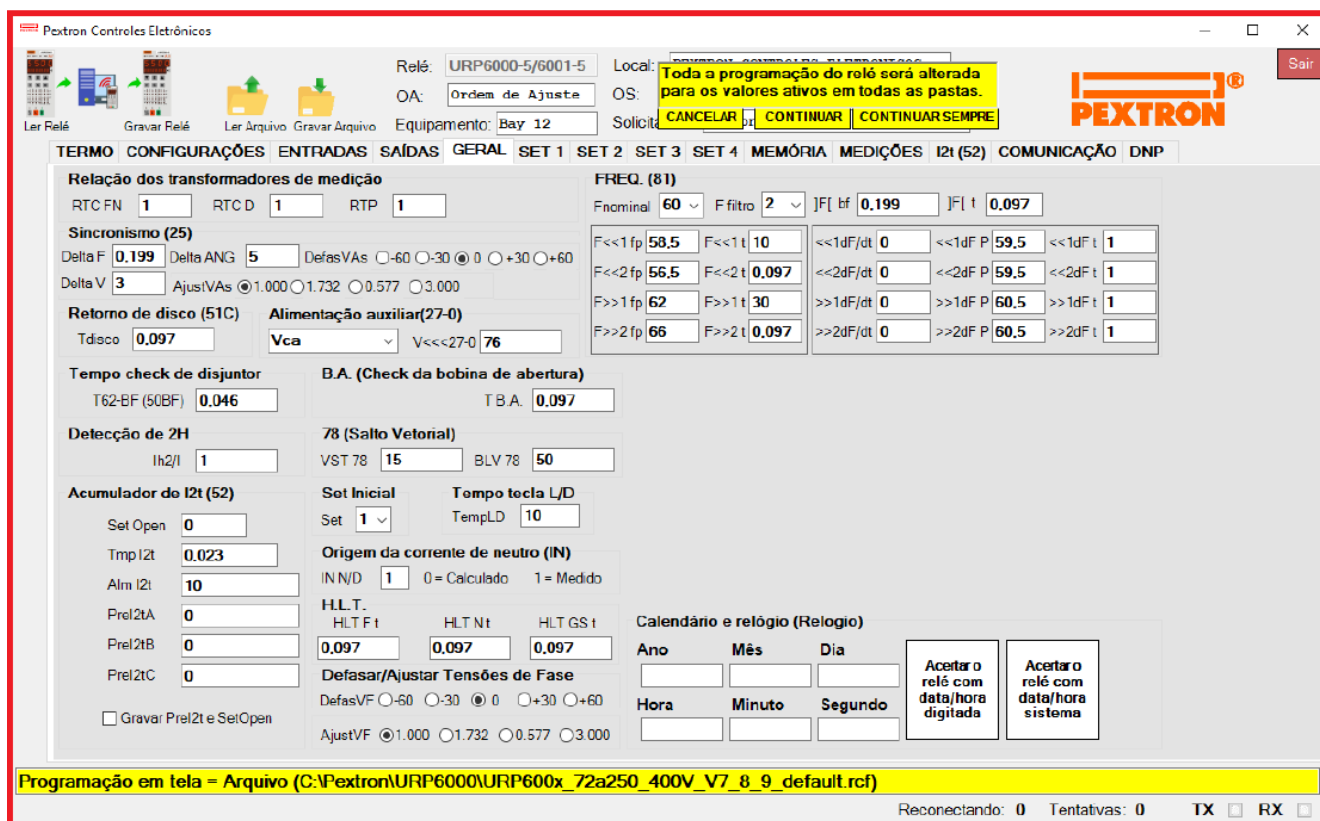 Pextron Controles Eletrônicos
Sair
Relé: URP6000-5/6001-5 Local:
OA: Ordem de Ajuste OS:
Equipamento: Bay 12
Toda a programação do relé será alterada
para os valores ativos em todas as pastas.
CANCELAR CONTINUAR CONTINUAR SEMPRE
PEXTRON®
Ler Relé Gravar Relé Ler Arquivo Gravar Arquivo
TERMO CONFIGURAÇÕES ENTRADAS SAÍDAS GERAL SET 1 SET 2 SET 3 SET 4 MEMÓRIA MEDIÇÕES I2t (52) COMUNICAÇÃO DNP
Relação dos transformadores de medição
RTC FN 1 RTC D 1 RTP 1
Sincronismo (25)
Delta F 0,199 Delta ANG 5 DefasVAs -60 -30 0 +30 +60
Delta V 3 AjustVAs 1.000 1.732 0.577 3.000
Retorno de disco (51C) Alimentação auxiliar(27-0)
Tdisco 0,097 Vca V<<<27-0 76
Tempo check de disjuntor B.A. (Check da bobina de abertura)
T62-BF (50BF) 0,046 T B.A. 0,097
Detecção de 2H 78 (Salto Vetorial)
Ih2/I 1 VST 78 15 BLV 78 50
Acumulador de I2t (52)
Set Open 0
Tmp I2t 0,023
Alm I2t 10
PreI2tA 0
PreI2tB 0
PreI2tC 0
Gravar PreI2t e SetOpen
Set Inicial Tempo tecla L/D
Set 1 TempLD 10
Origem da corrente de neutro (IN)
IN N/D 1 0 = Calculado 1 = Medido
H.L.T.
HLT F t HLT N t HLT GS t
0,097 0,097 0,097
Defasar/Ajustar Tensões de Fase
DefasVF -60 -30 0 +30 +60
AjustVF 1.000 1.732 0.577 3.000
FREQ. (81)
Fnominal 60 F filtro 2 ]F[ bf 0,199 ]F[ t 0,097
F<<1 fp 58,5 F<<1 t 10 <<1dF/dt 0 <<1dF P 59,5 <<1dF t 1
F<<2 fp 56,5 F<<2 t 0,097 <<2dF/dt 0 <<2dF P 59,5 <<2dF t 1
F>>1 fp 62 F>>1 t 30 >>1dF/dt 0 >>1dF P 60,5 >>1dF t 1
F>>2 fp 66 F>>2 t 0,097 >>2dF/dt 0 >>2dF P 60,5 >>2dF t 1
Calendário e relógio (Relogio)
Ano Mês Dia
Hora Minuto Segundo
Acertar o
relé com
data/hora
digitada
Acertar o
relé com
data/hora
sistema
Programação em tela = Arquivo (C:\Pextron\URP6000\URP600x_72a250_400V_V7_8_9_default.rcf)
Reconectando: 0 Tentativas: 0 TX RX